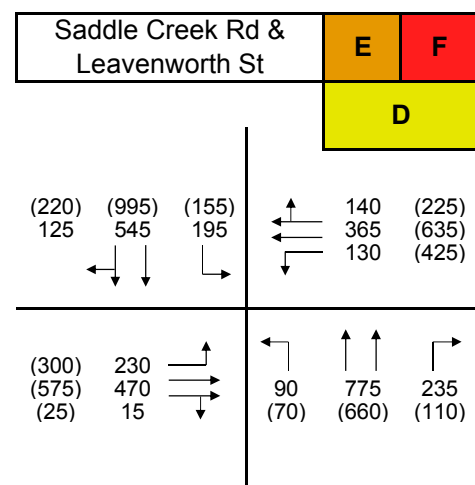 Saddle Creek Rd &
Leavenworth St
E F
D
(220) (995) (155)
125 545 195
140 (225)
365 (635)
130 (425)
(300) 230
(575) 470
(25) 15
90 775 235
(70) (660) (110)